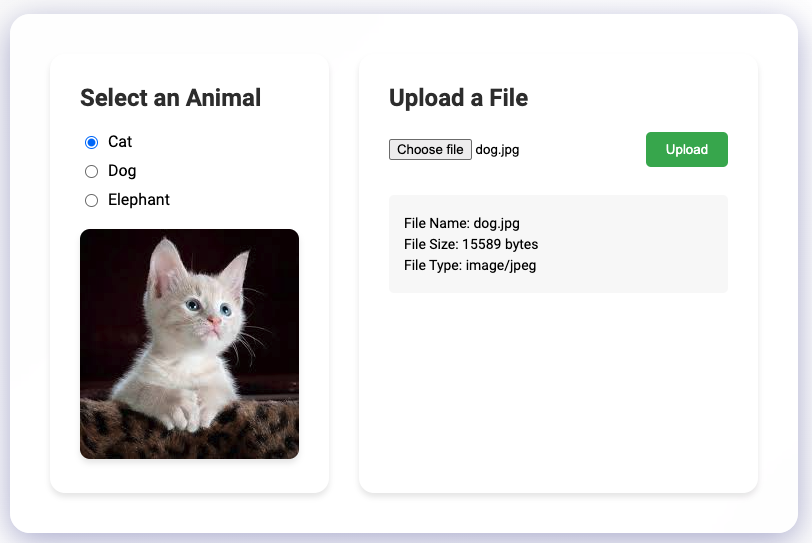 Select an Animal
Cat
Dog
Elephant
Upload a File
Choose file dog.jpg
Upload
File Name: dog.jpg
File Size: 15589 bytes
File Type: image/jpeg